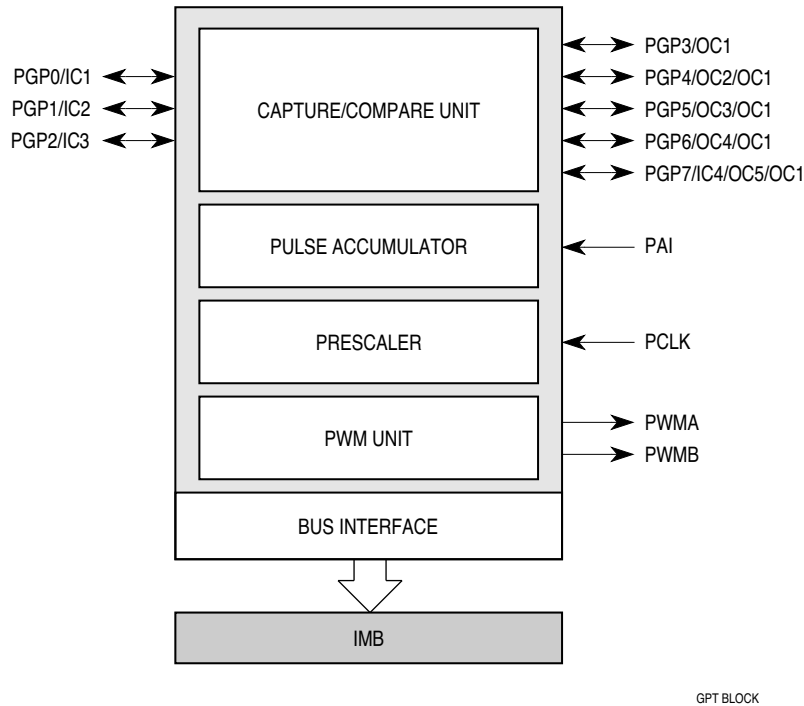 PGP0/IC1
PGP1/IC2
PGP2/IC3
CAPTURE/COMPARE UNIT
PGP3/OC1
PGP4/OC2/OC1
PGP5/OC3/OC1
PGP6/OC4/OC1
PGP7/IC4/OC5/OC1
PULSE ACCUMULATOR
PAI
PRESCALER
PCLK
PWM UNIT
PWMA
PWMB
BUS INTERFACE
IMB
GPT BLOCK